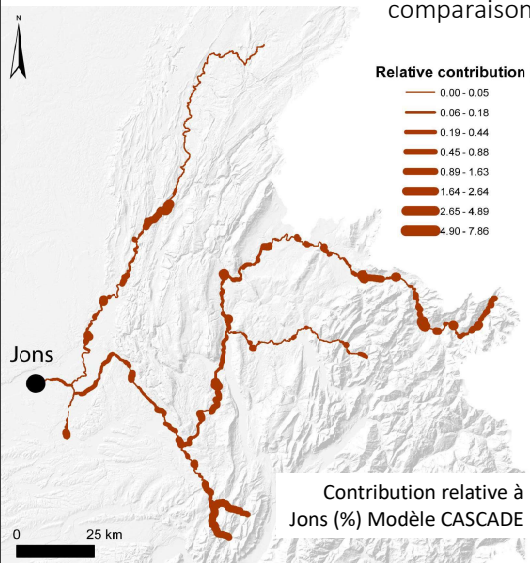 comparaison
N
Relative contribution
0.00 - 0.05
0.06 - 0.18
0.19 - 0.44
0.45 - 0.88
0.89 - 1.63
1.64 - 2.64
2.65 - 4.89
4.90 - 7.86
Jons
Contribution relative à
Jons (%) Modèle CASCADE
0 25 km